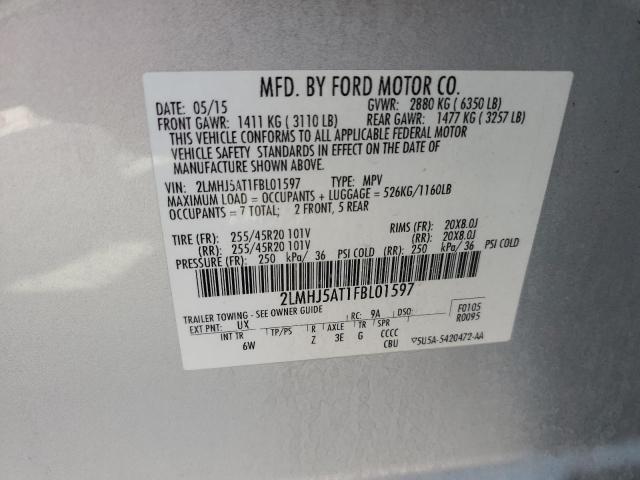 MFD. BY FORD MOTOR CO.
DATE: 05/15 GVWR: 2880 KG ( 6350 LB)
FRONT GAWR: 1411 KG ( 3110 LB) REAR GAWR: 1477 KG ( 3257 LB)
THIS VEHICLE CONFORMS TO ALL APPLICABLE FEDERAL MOTOR
VEHICLE SAFETY STANDARDS IN EFFECT ON THE DATE OF
MANUFACTURE SHOWN ABOVE.
VIN: 2LMHJ5AT1FBL01597 TYPE: MPV
MAXIMUM LOAD = OCCUPANTS + LUGGAGE = 526KG/1160LB
OCCUPANTS = 7 TOTAL; 2 FRONT, 5 REAR
TIRE (FR): 255/45R20 101V RIMS (FR): 20X8.0J
(RR): 255/45R20 101V (RR): 20X8.0J
PRESSURE (FR): 250 kPa/ 36 PSI COLD (RR): 250 kPa/ 36 PSI COLD
2LMHJ5AT1FBL01597
TRAILER TOWING - SEE OWNER GUIDE RC: 9A DSO: F0105
EXT PNT: UX R0095
INT TR TP/PS R AXLE TR SPR
6W Z 3E G CCCC
CBU
▽SU5A-5420472-AA